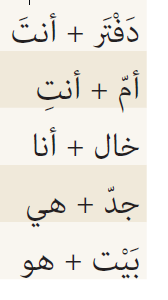 دَفْتَر + أنتَ
أمّ + أنتِ
خال + أنا
جدّ + هي
بَيْت + هو